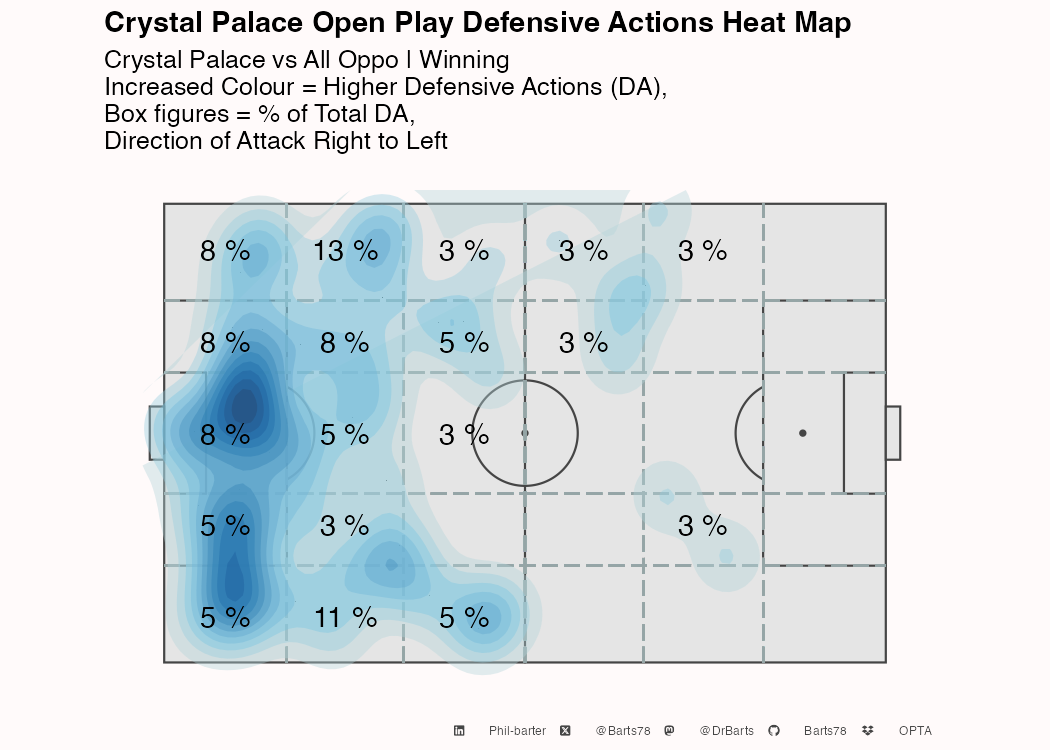 Crystal Palace Open Play Defensive Actions Heat Map
Crystal Palace vs All Oppo | Winning
Increased Colour = Higher Defensive Actions (DA),
Box figures = % of Total DA,
Direction of Attack Right to Left
8 % 13 % 3 % 3 % 3 %
8 % 8 % 5 % 3 %
8 % 5 % 3 %
5 % 3 % 3 %
5 % 11 % 5 %
Phil-barter @Barts78 @DrBarts Barts78 OPTA